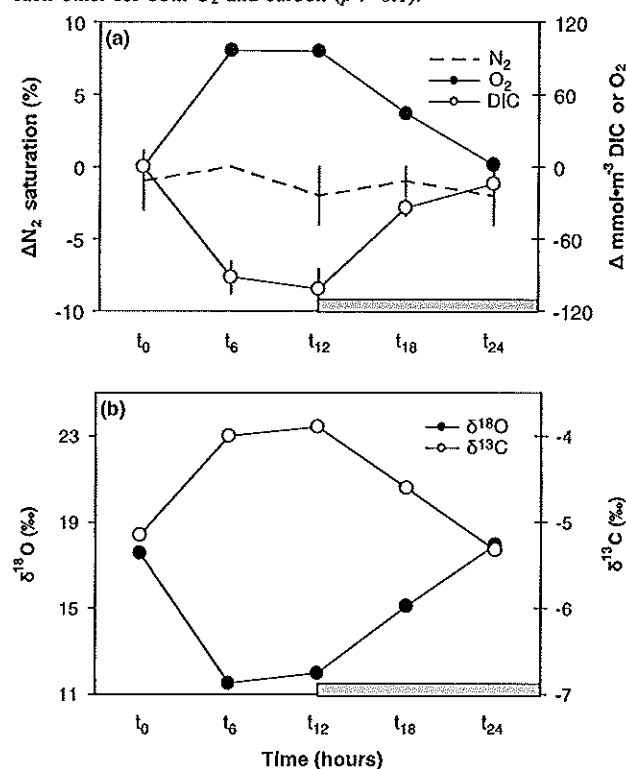 each other for both O₂ and carbon (p > 0.1).
(a)
N₂
O₂
DIC
10
5
0
-5
-10
ΔN₂ saturation (%)
120
60
0
-60
-120
Δ mmol•m⁻³ DIC or O₂
t₀ t₆ t₁₂ t₁₈ t₂₄
(b)
δ¹⁸O
δ¹³C
23
19
15
11
δ¹⁸O (‰)
-4
-5
-6
-7
δ¹³C (‰)
t₀ t₆ t₁₂ t₁₈ t₂₄
Time (hours)